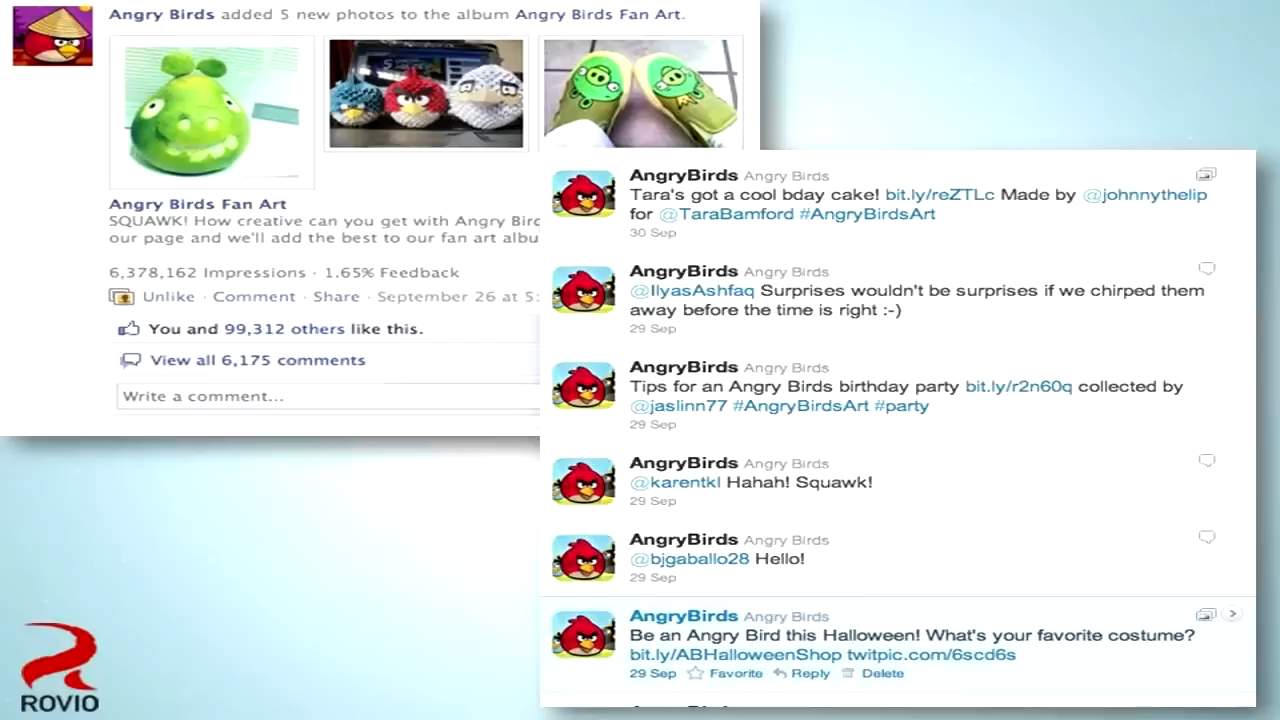 Angry Birds added 5 new photos to the album Angry Birds Fan Art.
Angry Birds Fan Art
SQUAWK! How creative can you get with Angry Bird
our page and we'll add the best to our fan art albu
6,378,162 Impressions · 1.65% Feedback
Unlike · Comment · Share · September 26 at 5:
You and 99,312 others like this.
View all 6,175 comments
Write a comment...
AngryBirds Angry Birds
Tara's got a cool bday cake! bit.ly/reZTLc Made by @johnnythelip
for @TaraBamford #AngryBirdsArt
30 Sep
AngryBirds Angry Birds
@IlyasAshfaq Surprises wouldn't be surprises if we chirped them
away before the time is right :-)
29 Sep
AngryBirds Angry Birds
Tips for an Angry Birds birthday party bit.ly/r2n60q collected by
@jaslinn77 #AngryBirdsArt #party
29 Sep
AngryBirds Angry Birds
@karentkl Hahah! Squawk!
29 Sep
AngryBirds Angry Birds
@bjgaballo28 Hello!
29 Sep
AngryBirds Angry Birds
Be an Angry Bird this Halloween! What's your favorite costume?
bit.ly/ABHalloweenShop twitpic.com/6scd6s
29 Sep Favorite Reply Delete
ROVIO